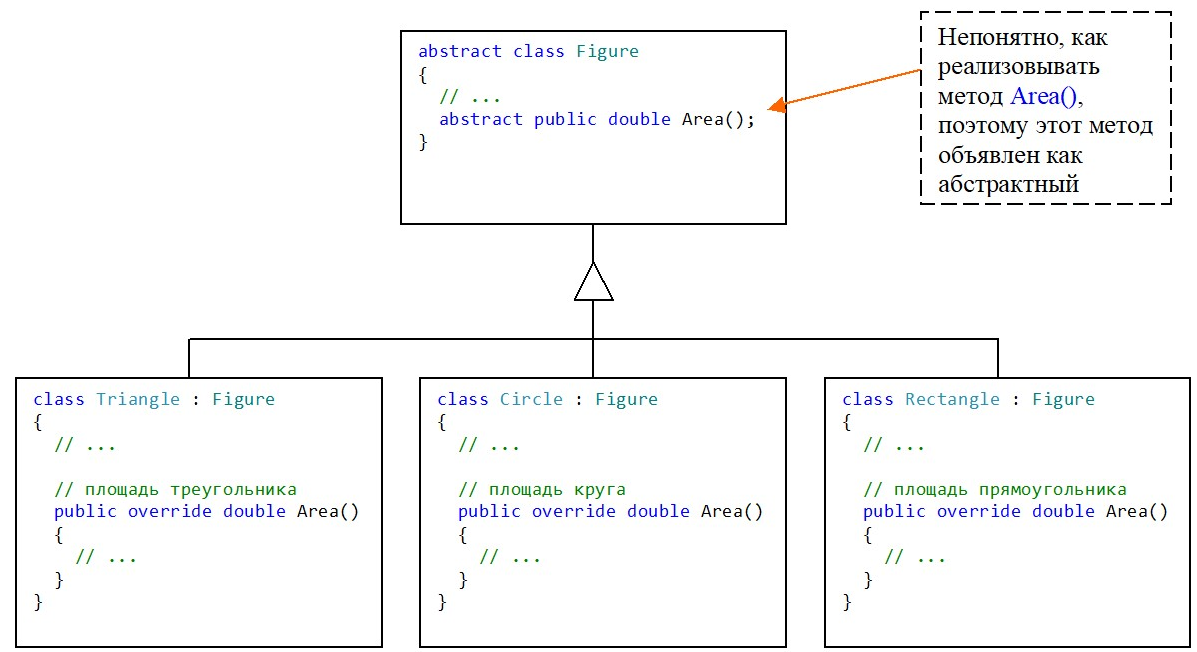 abstract class Figure
{
// ...
abstract public double Area();
}
Непонятно, как
реализовывать
метод Area(),
поэтому этот метод
объявлен как
абстрактный
class Triangle : Figure
{
// ...
// площадь треугольника
public override double Area()
{
// ...
}
}
class Circle : Figure
{
// ...
// площадь круга
public override double Area()
{
// ...
}
}
class Rectangle : Figure
{
// ...
// площадь прямоугольника
public override double Area()
{
// ...
}
}